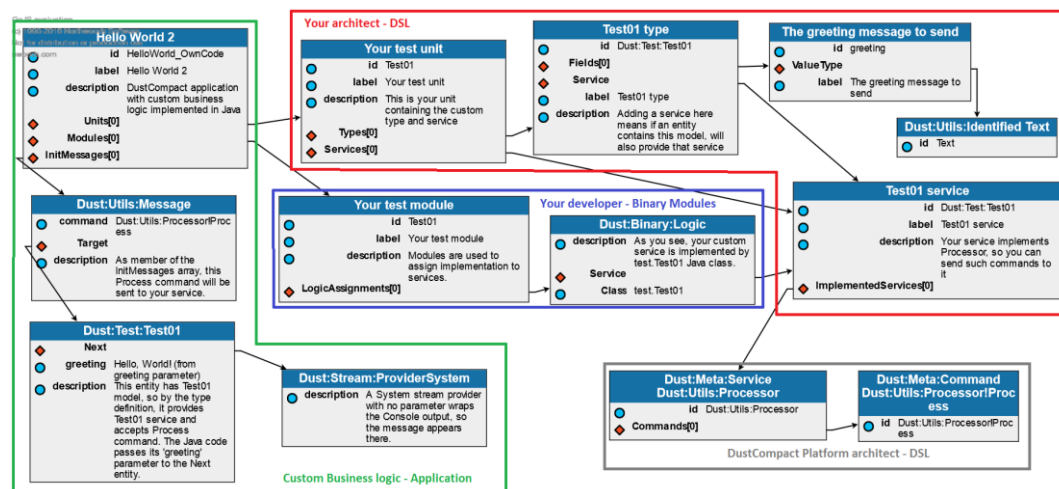 Your architect - DSL
Hello World 2
id HelloWorld_OwnCode
label Hello World 2
description DustCompact application
with custom business
logic implemented in Java
Units[0]
Modules[0]
InitMessages[0]
Your test unit
id Test01
label Your test unit
description This is your unit
containing the custom
type and service
Types[0]
Services[0]
Test01 type
id Dust:Test:Test01
Fields[0]
Service
label Test01 type
description Adding a service here
means if an entity
contains this model, will
also provide that service
The greeting message to send
id greeting
ValueType
label The greeting message to
send
Dust:Utils:Identified Text
id Text
Dust:Utils:Message
command Dust:Utils:Processor!Proc
ess
Target
description As member of the
InitMessages array, this
Process command will be
sent to your service.
Your developer - Binary Modules
Your test module
id Test01
label Your test module
description Modules are used to
assign implementation to
services.
LogicAssignments[0]
Dust:Binary:Logic
description As you see, your custom
service is implemented by
test.Test01 Java class.
Service
Class test.Test01
Test01 service
id Dust:Test:Test01
label Test01 service
description Your service implements
Processor, so you can
send such commands to
it
ImplementedServices[0]
Dust:Test:Test01
Next
greeting Hello, World! (from
greeting parameter)
description This entity has Test01
model, so by the type
definition, it provides
Test01 service and
accepts Process
command. The Java code
passes its 'greeting'
parameter to the Next
entity.
Dust:Stream:ProviderSystem
description A System stream provider
with no parameter wraps
the Console output, so
the message appears
there.
Custom Business logic - Application
Dust:Meta:Service
Dust:Utils:Processor
id Dust:Utils:Processor
Commands[0]
Dust:Meta:Command
Dust:Utils:Processor!Proc
ess
id Dust:Utils:Processor!Proc
ess
DustCompact Platform architect - DSL